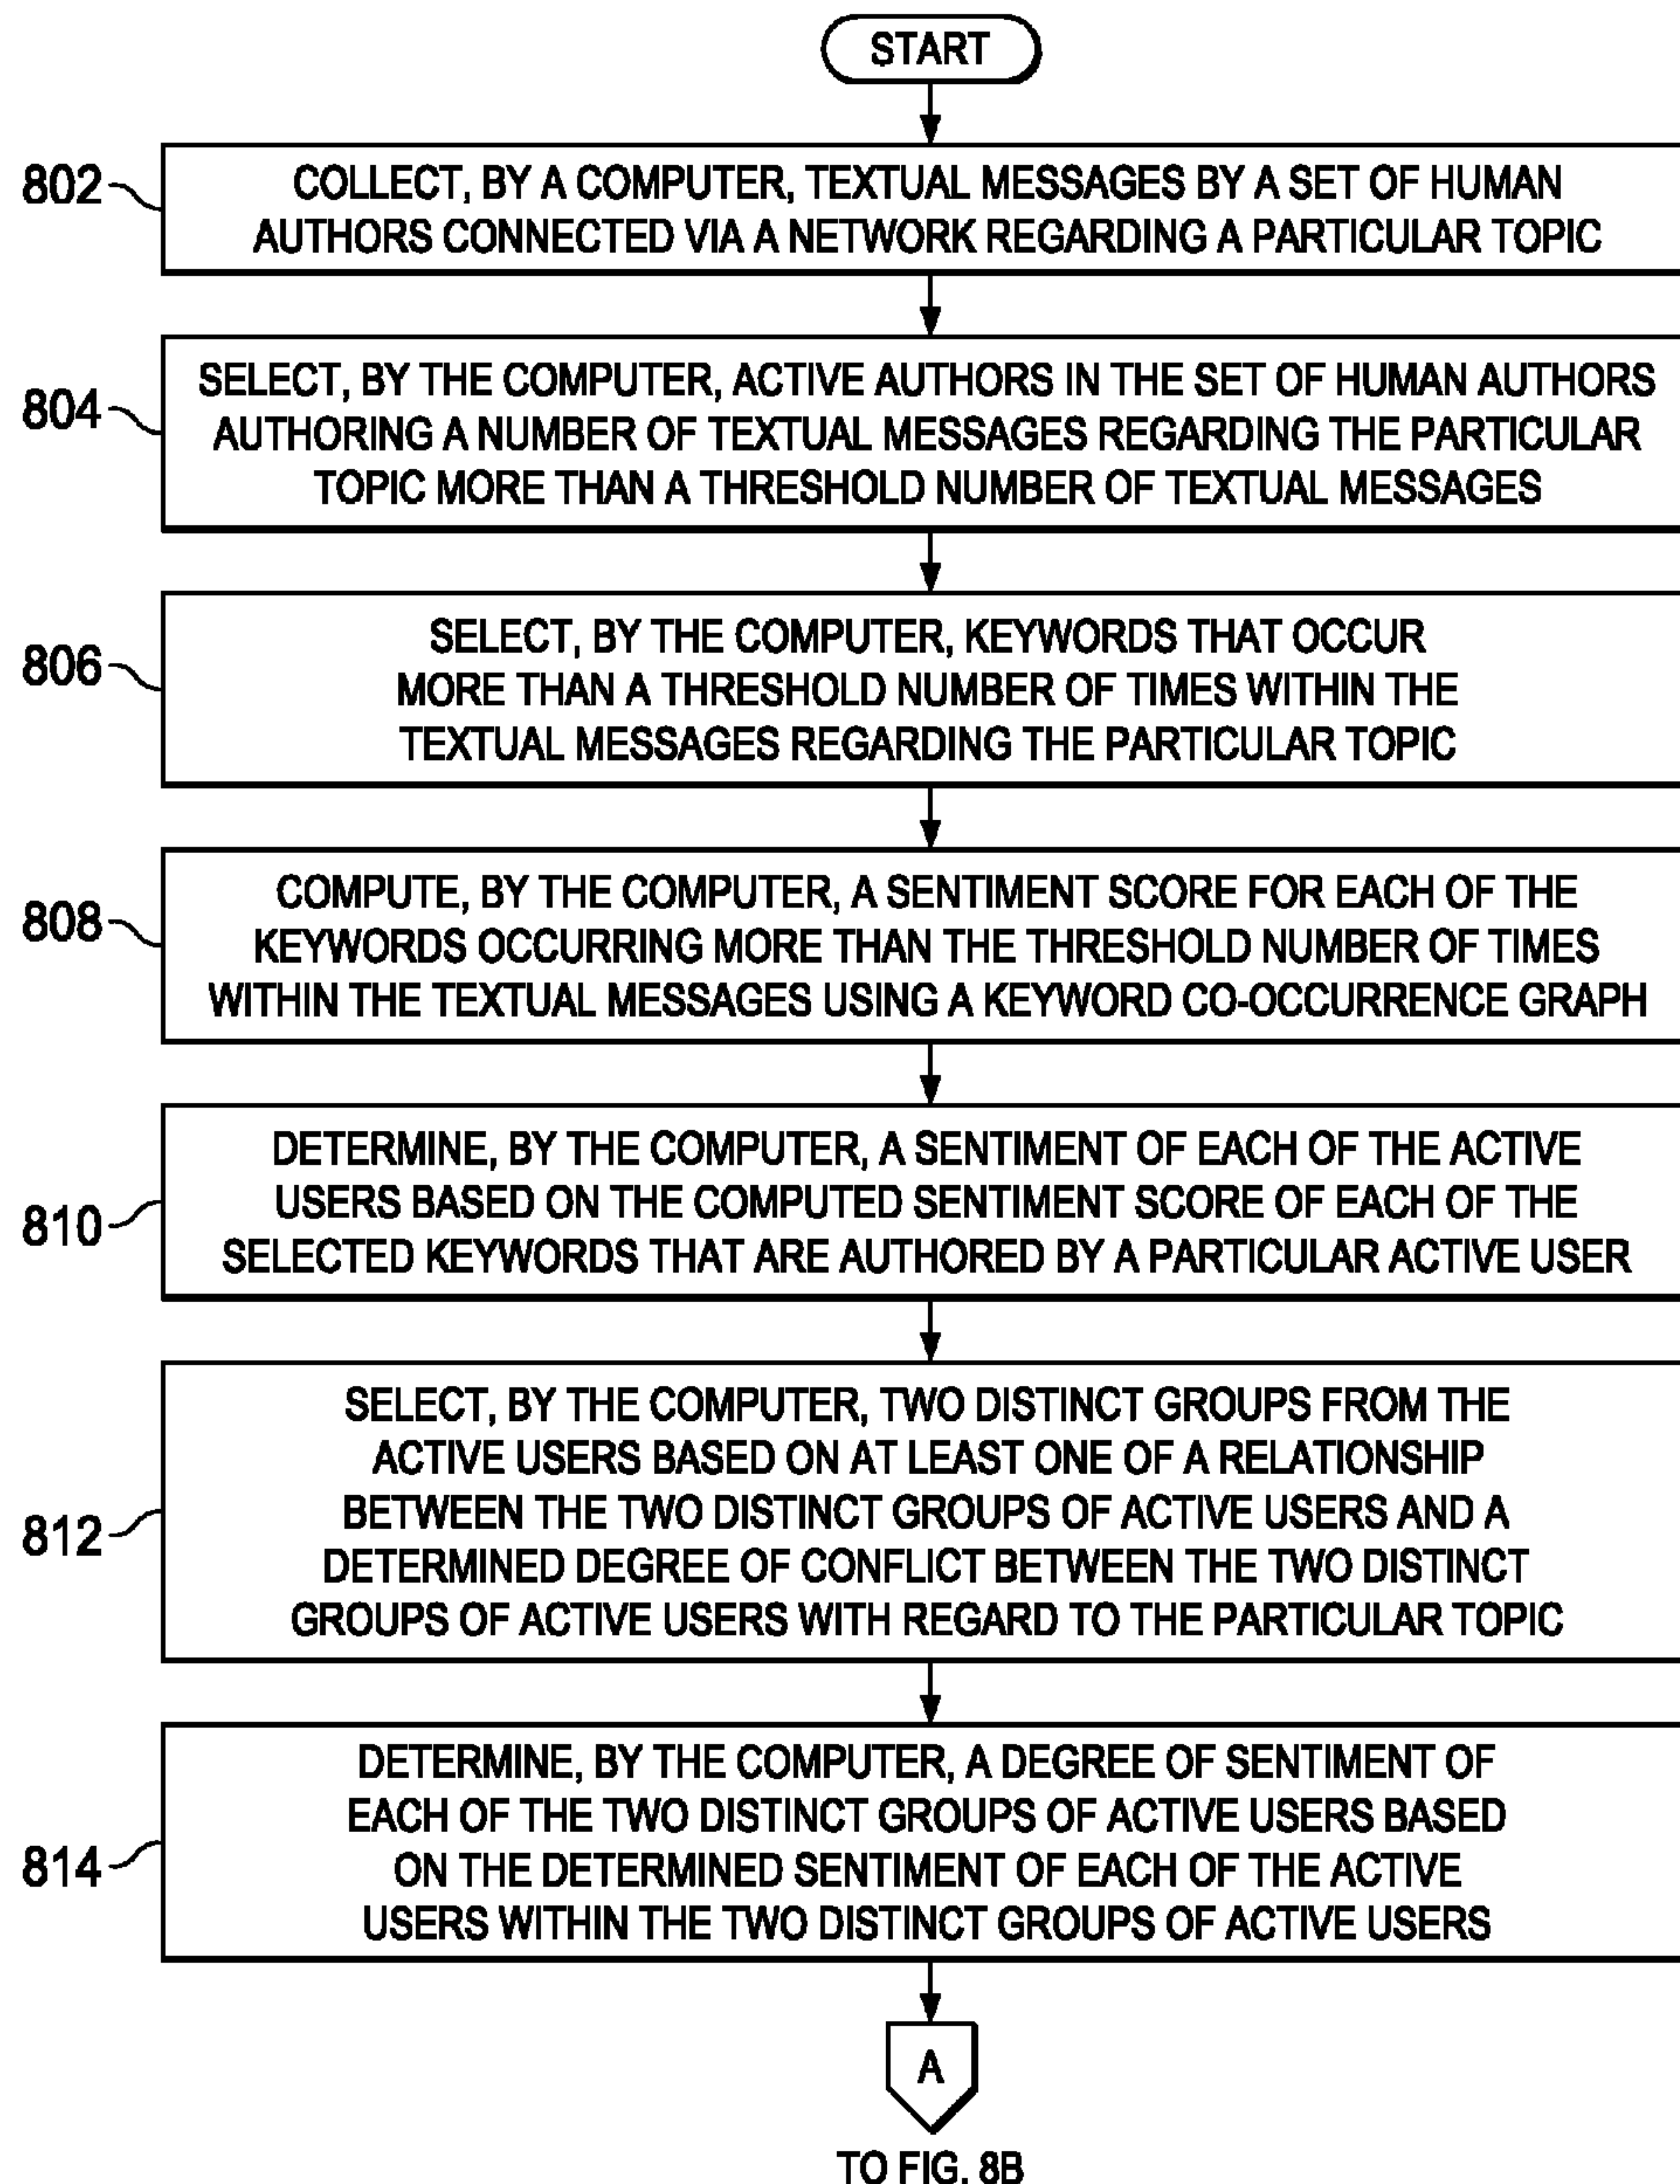 START
802
COLLECT, BY A COMPUTER, TEXTUAL MESSAGES BY A SET OF HUMAN
AUTHORS CONNECTED VIA A NETWORK REGARDING A PARTICULAR TOPIC
804
SELECT, BY THE COMPUTER, ACTIVE AUTHORS IN THE SET OF HUMAN AUTHORS
AUTHORING A NUMBER OF TEXTUAL MESSAGES REGARDING THE PARTICULAR
TOPIC MORE THAN A THRESHOLD NUMBER OF TEXTUAL MESSAGES
806
SELECT, BY THE COMPUTER, KEYWORDS THAT OCCUR
MORE THAN A THRESHOLD NUMBER OF TIMES WITHIN THE
TEXTUAL MESSAGES REGARDING THE PARTICULAR TOPIC
808
COMPUTE, BY THE COMPUTER, A SENTIMENT SCORE FOR EACH OF THE
KEYWORDS OCCURRING MORE THAN THE THRESHOLD NUMBER OF TIMES
WITHIN THE TEXTUAL MESSAGES USING A KEYWORD CO-OCCURRENCE GRAPH
810
DETERMINE, BY THE COMPUTER, A SENTIMENT OF EACH OF THE ACTIVE
USERS BASED ON THE COMPUTED SENTIMENT SCORE OF EACH OF THE
SELECTED KEYWORDS THAT ARE AUTHORED BY A PARTICULAR ACTIVE USER
812
SELECT, BY THE COMPUTER, TWO DISTINCT GROUPS FROM THE
ACTIVE USERS BASED ON AT LEAST ONE OF A RELATIONSHIP
BETWEEN THE TWO DISTINCT GROUPS OF ACTIVE USERS AND A
DETERMINED DEGREE OF CONFLICT BETWEEN THE TWO DISTINCT
GROUPS OF ACTIVE USERS WITH REGARD TO THE PARTICULAR TOPIC
814
DETERMINE, BY THE COMPUTER, A DEGREE OF SENTIMENT OF
EACH OF THE TWO DISTINCT GROUPS OF ACTIVE USERS BASED
ON THE DETERMINED SENTIMENT OF EACH OF THE ACTIVE
USERS WITHIN THE TWO DISTINCT GROUPS OF ACTIVE USERS
A
TO FIG. 8B